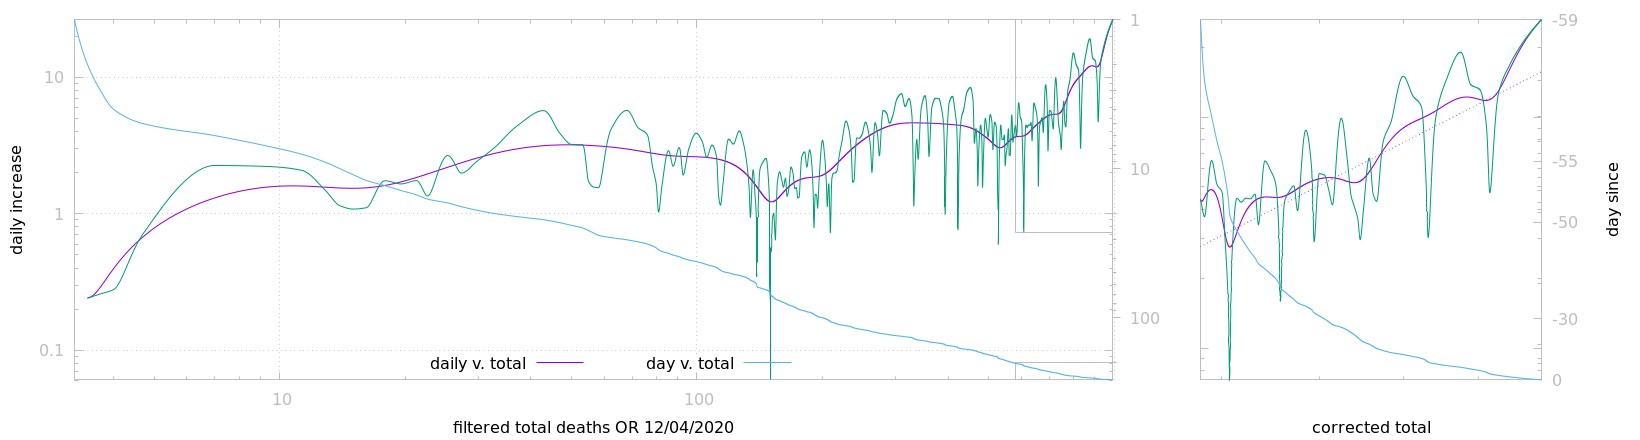 1
-59
10
daily increase
1
0.1
10
100
-55
-50
-30
0
day since
daily v. total
day v. total
10
100
filtered total deaths OR 12/04/2020
corrected total